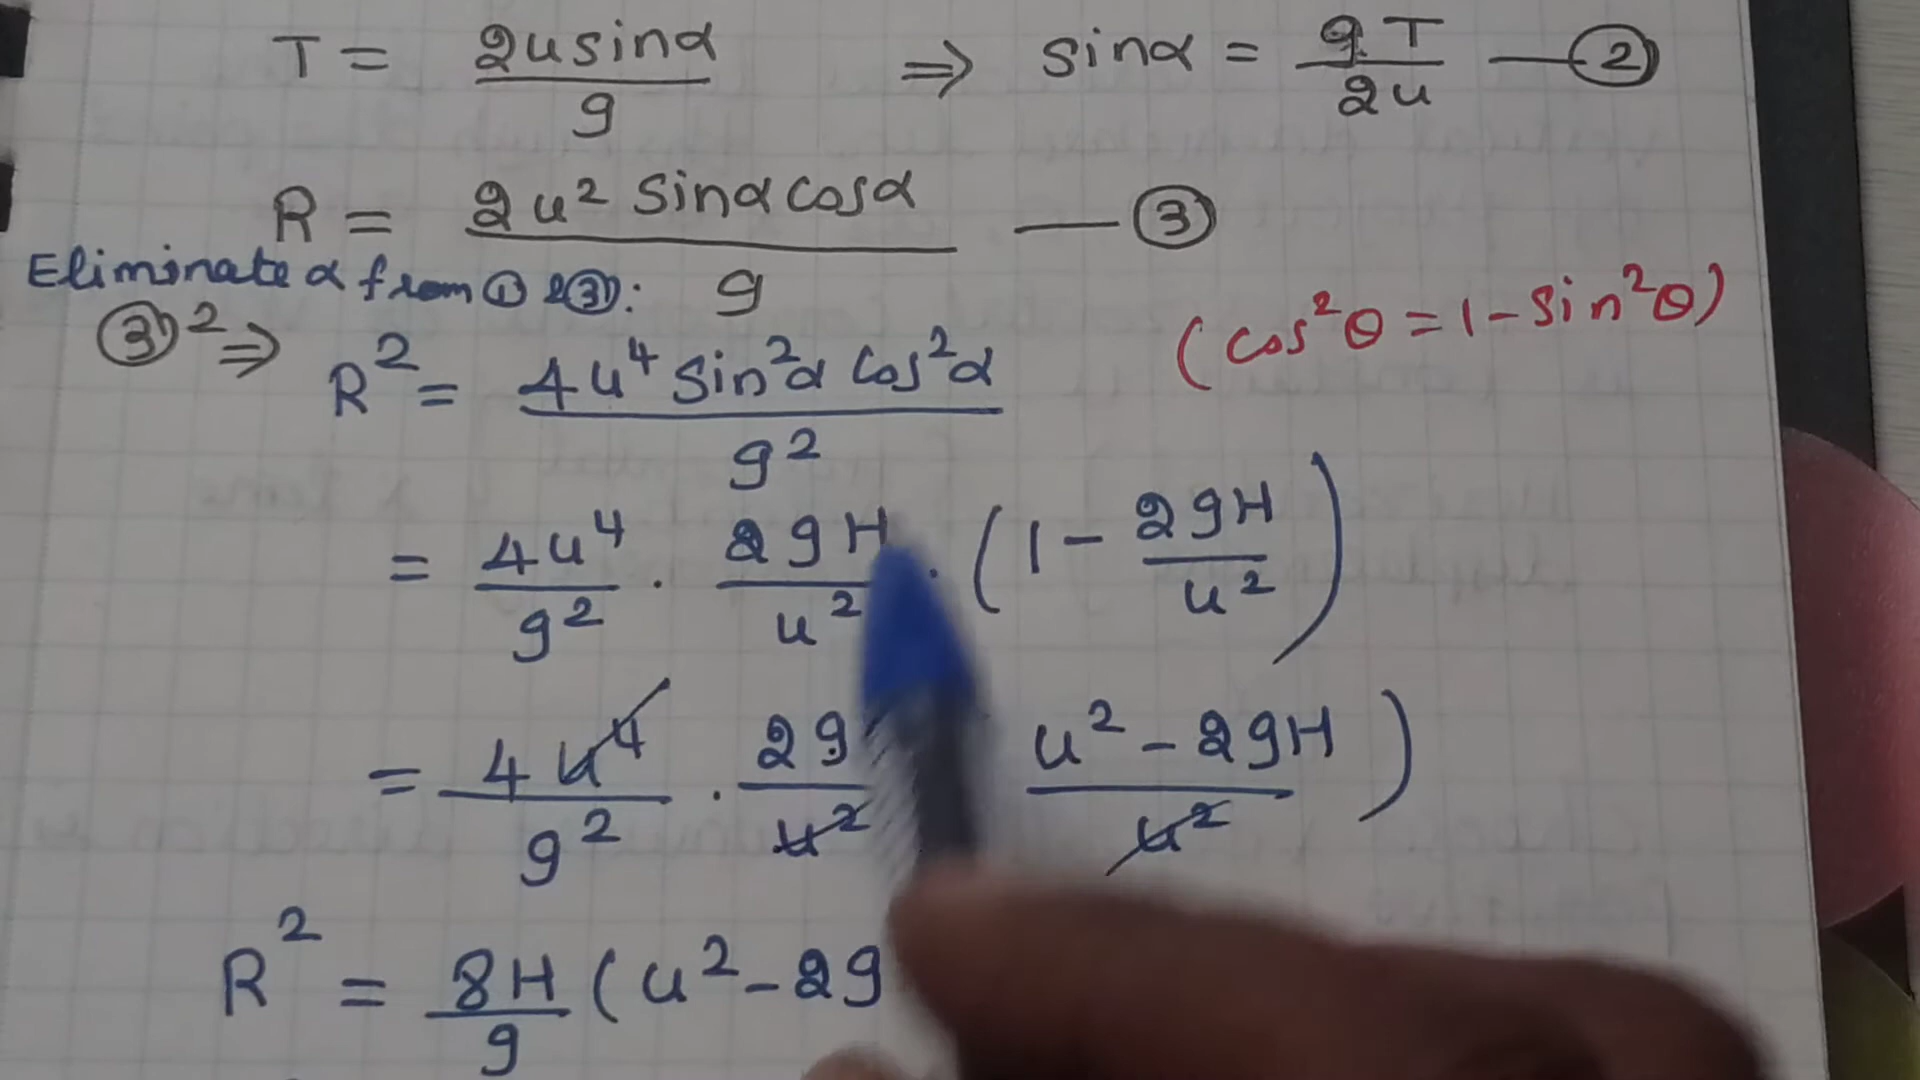 T = 2usinα / g ⇒ sinα = gT / 2u — ②
R = 2u² sinα cosα / g — ③
Eliminate α from ① & ③:
③² ⇒ R² = 4u⁴ sin²α cos²α / g² (cos²θ = 1 - sin²θ)
= 4u⁴ / g² . 2gH / u² . (1 - 2gH / u²)
= 4u⁴ / g² . 2g / u² u² - 2gH / u² )
R² = 8H / g (u² - 2g